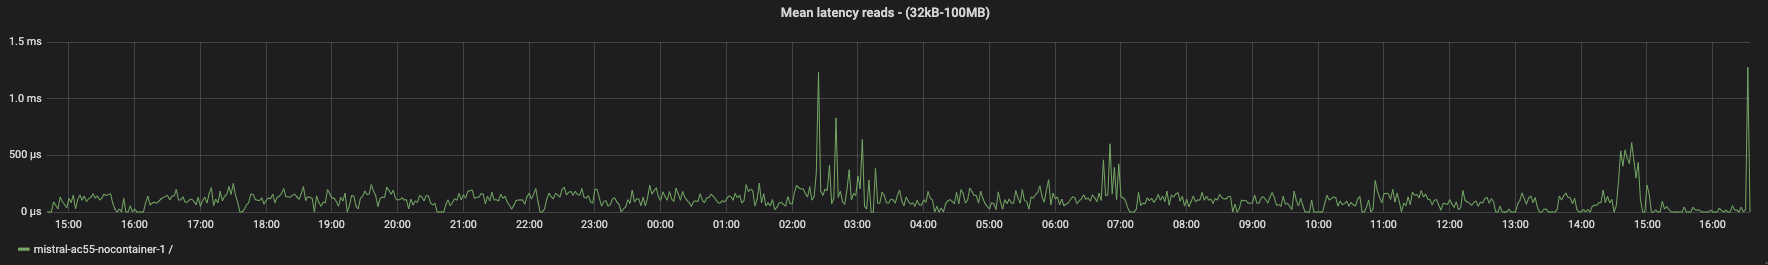 Mean latency reads - (32kB-100MB)
1.5 ms
1.0 ms
500 µs
0 µs
15:00 16:00 17:00 18:00 19:00 20:00 21:00 22:00 23:00 00:00 01:00 02:00 03:00 04:00 05:00 06:00 07:00 08:00 09:00 10:00 11:00 12:00 13:00 14:00 15:00 16:00
mistral-ac55-nocontainer-1 /